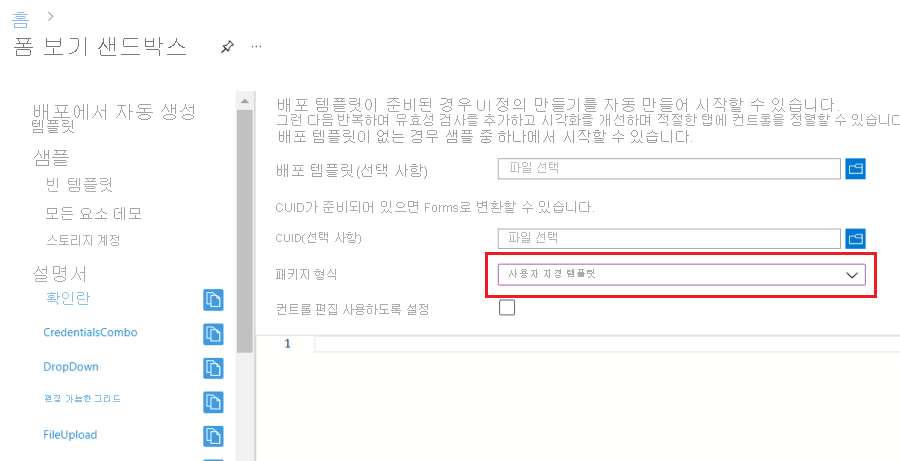 홈
폼 보기 샌드박스
배포에서 자동 생성
템플릿
샘플
빈 템플릿
모든 요소 데모
스토리지 계정
설명서
확인란
CredentialsCombo
DropDown
편집 가능한 그리드
FileUpload
배포 템플릿이 준비된 경우 UI 정의 만들기를 자동 만들어 시작할 수 있습니다.
그런 다음 반복하여 유효성 검사를 추가하고 시각화를 개선하며 적절한 탭에 컨트롤을 정렬할 수 있습니다
배포 템플릿이 없는 경우 샘플 중 하나에서 시작할 수 있습니다.
배포 템플릿(선택 사항)
파일 선택
CUID가 준비되어 있으면 Forms로 변환할 수 있습니다.
CUID(선택 사항)
파일 선택
패키지 형식
사용자 지정 템플릿
컨트롤 편집 사용하도록 설정
1